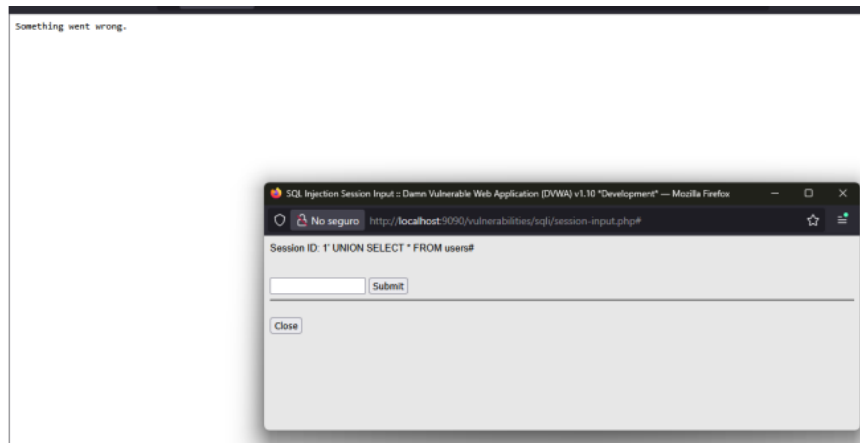 Something went wrong.
SQL Injection Session Input :: Damn Vulnerable Web Application (DVWA) v1.10 *Development* — Mozilla Firefox
No seguro http://localhost:9090/vulnerabilities/sqli/session-input.php#
Session ID: 1' UNION SELECT * FROM users#
Submit
Close